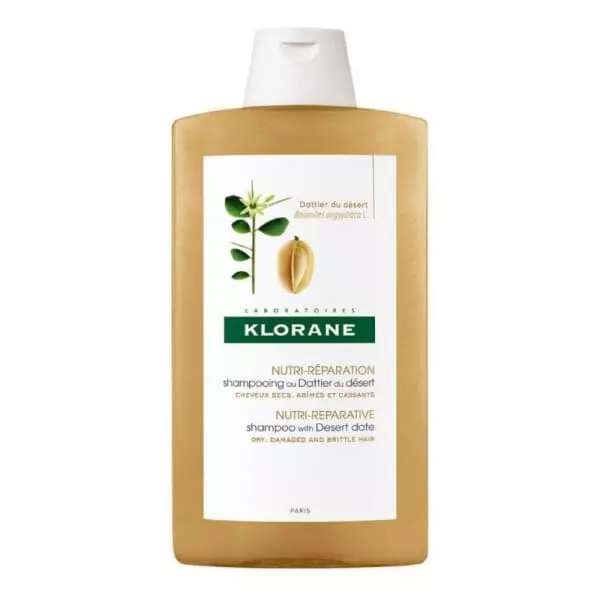 Dattier du désert
Balanites aegyptiaca L.
LABORATOIRES
KLORANE
NUTRI-RÉPARATION
shampooing au Dattier du désert
CHEVEUX SECS, ABÎMÉS ET CASSANTS
NUTRI-REPARATIVE
shampoo with Desert date
DRY, DAMAGED AND BRITTLE HAIR
PARIS